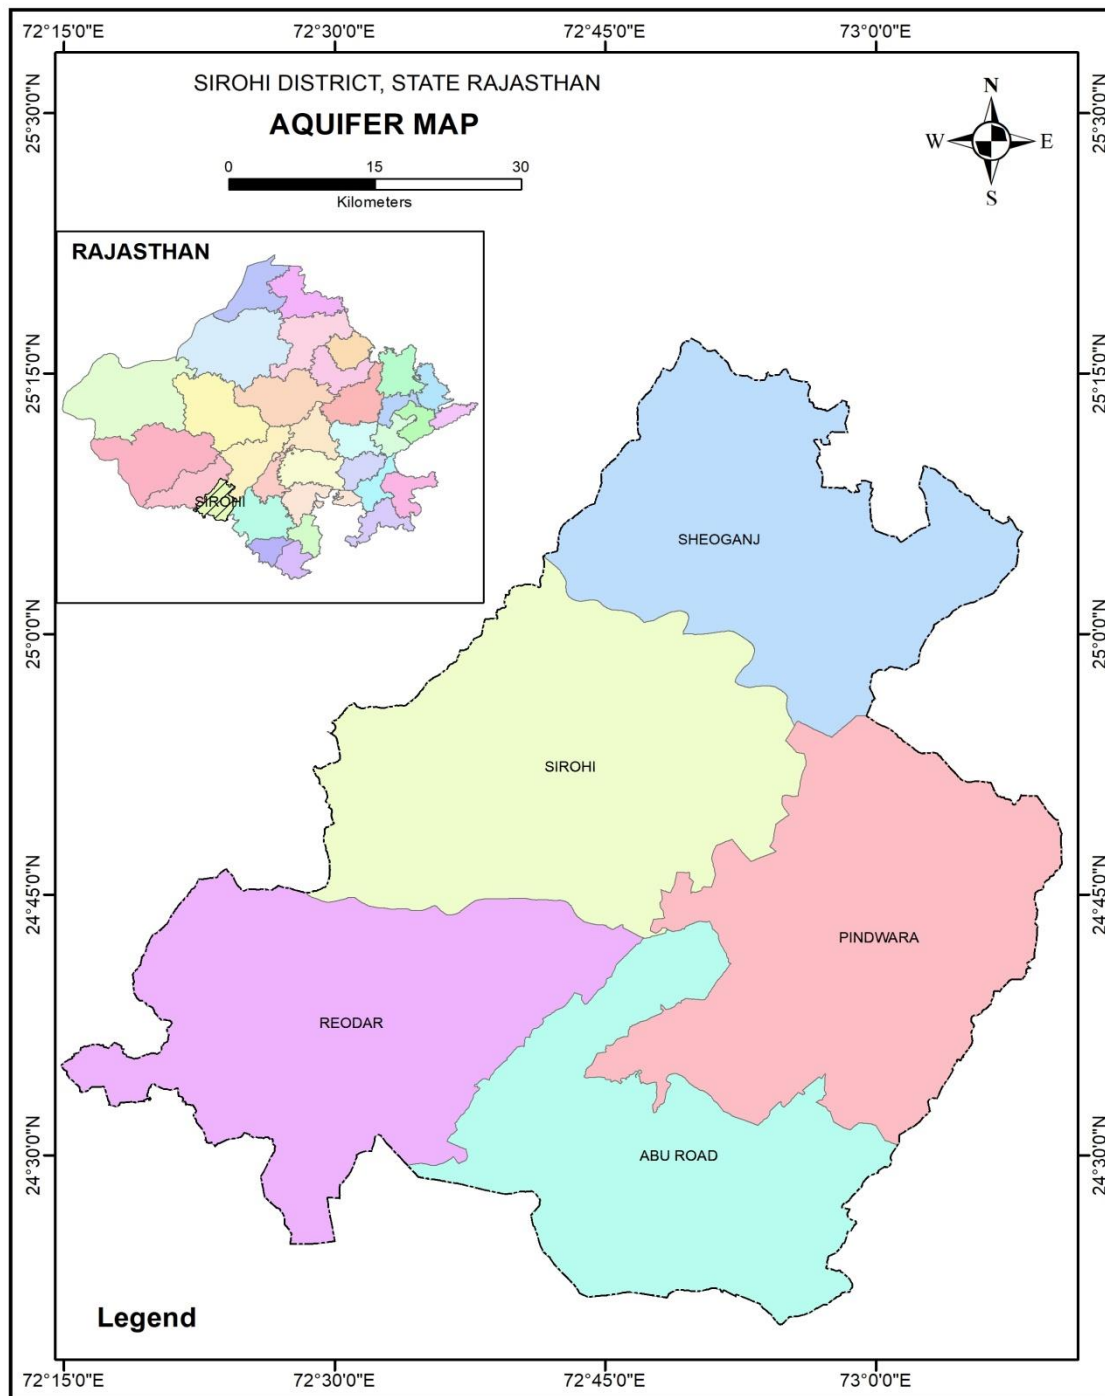 72°15'0"E 72°30'0"E 72°45'0"E 73°0'0"E
SIROHI DISTRICT, STATE RAJASTHAN
AQUIFER MAP
0 15 30
Kilometers
N
W E
S
25°30'0"N 25°30'0"N
RAJASTHAN
SIROHI
25°15'0"N 25°15'0"N
SHEOGANJ
25°0'0"N 25°0'0"N
SIROHI
24°45'0"N 24°45'0"N
PINDWARA
REODAR
ABU ROAD
24°30'0"N 24°30'0"N
Legend
72°15'0"E 72°30'0"E 72°45'0"E 73°0'0"E